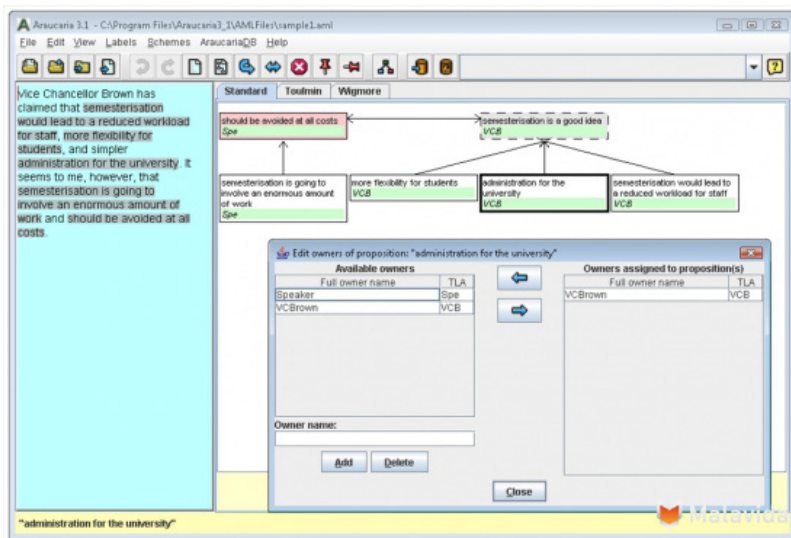 Araucaria 3.1 - C:\Program Files\Araucaria3_1\AMLFiles\sample1.aml
File Edit View Labels Schemes AraucariaDB Help
Vice Chancellor Brown has
claimed that semesterisation
would lead to a reduced workload
for staff, more flexibility for
students, and simpler
administration for the university. It
seems to me, however, that
semesterisation is going to
involve an enormous amount of
work and should be avoided at all
costs.
Standard Toulmin Wigmore
should be avoided at all costs
Spe
semesterisation is a good idea
VCB
semesterisation is going to
involve an enormous amount
of work
Spe
more flexibility for students
VCB
administration for the
university
VCB
semesterisation would lead to
a reduced workload for staff
VCB
Edit owners of proposition: "administration for the university"
Available owners
Full owner name TLA
Speaker Spe
VCBrown VCB
Owners assigned to proposition(s)
Full owner name TLA
VCBrown VCB
Owner name:
Add Delete
Close
"administration for the university"
Malavida